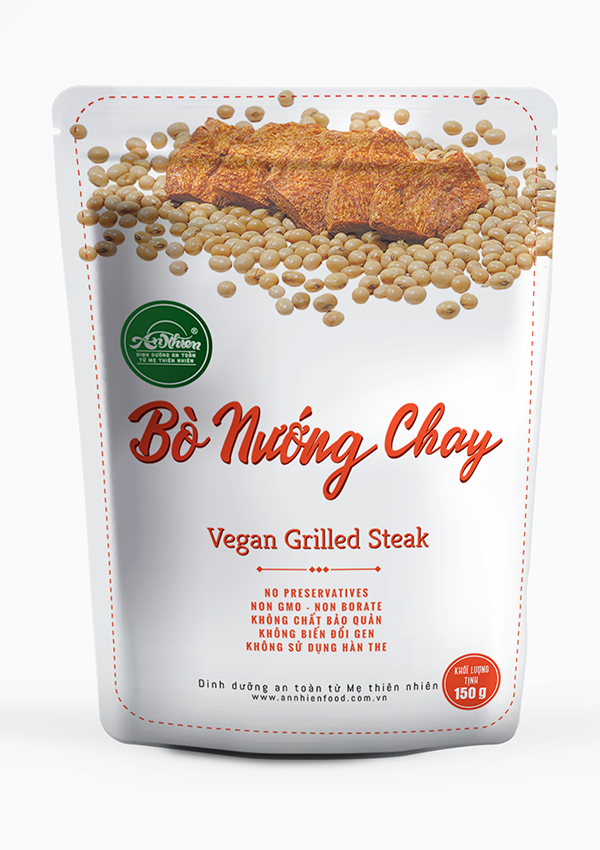 An Nhiên ®
DINH DƯỠNG AN TOÀN
TỪ MẸ THIÊN NHIÊN
Bò Nướng Chay
Vegan Grilled Steak
NO PRESERVATIVES
NON GMO - NON BORATE
KHÔNG CHẤT BẢO QUẢN
KHÔNG BIẾN ĐỔI GEN
KHÔNG SỬ DỤNG HÀN THE
KHỐI LƯỢNG
TỊNH
150 g
Dinh dưỡng an toàn từ Mẹ thiên nhiên
www.annhienfood.com.vn